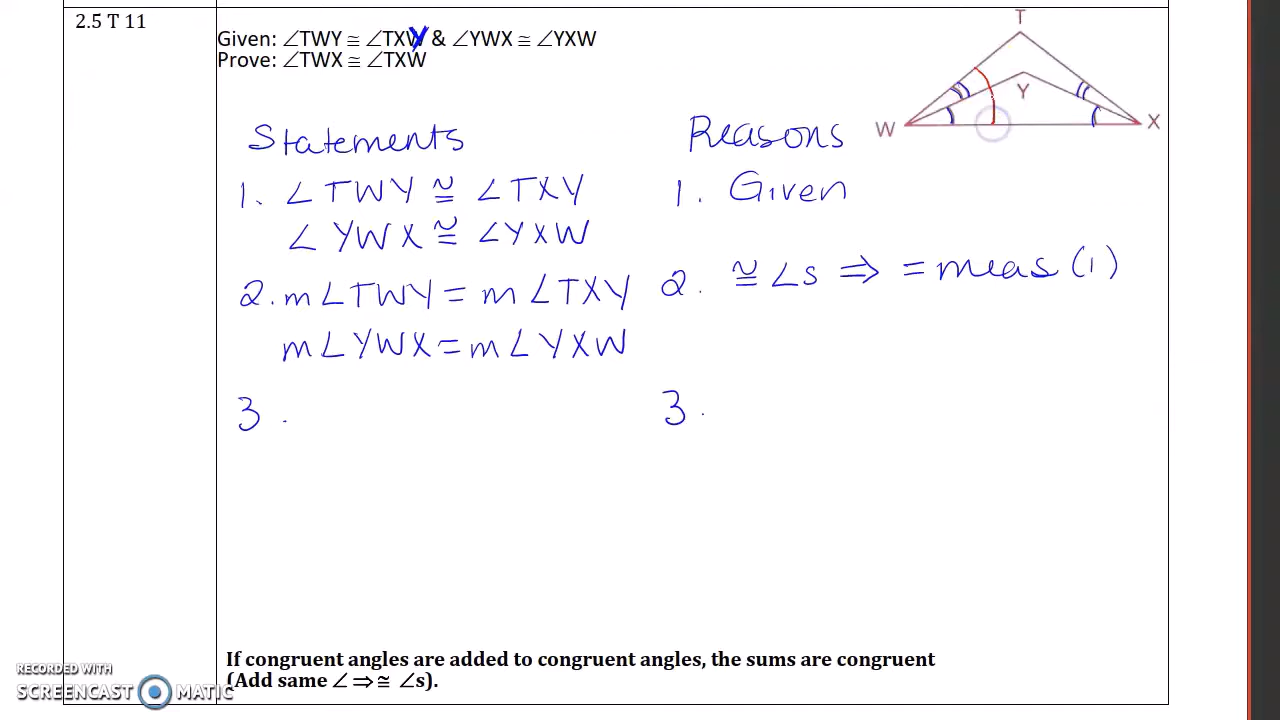 2.5 T 11
Given: ∠TWY ≅ ∠TXY & ∠YWX ≅ ∠YXW
Prove: ∠TWX ≅ ∠TXW
T
Y
W
X
Statements
Reasons
1. ∠TWY ≅ ∠TXY
1. Given
∠YWX ≅ ∠YXW
2. m∠TWY = m∠TXY
2. ≅ ∠s ⇒ = meas (1)
m∠YWX = m∠YXW
3.
3.
If congruent angles are added to congruent angles, the sums are congruent
(Add same ∠ ⇒≅ ∠s).
RECORDED WITH
SCREENCAST MATIC